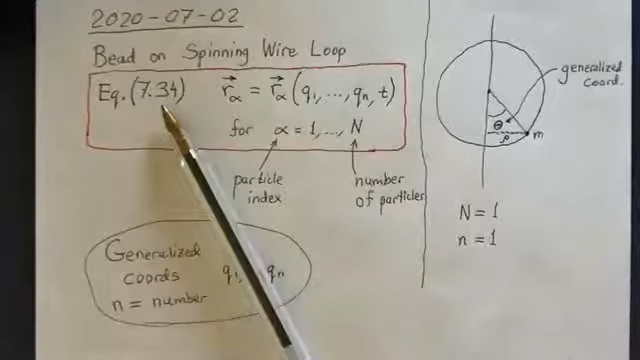 2020-07-02
Bead on Spinning Wire Loop
Eq. (7.34) r⃗α = r⃗α (q1, ..., qn, t)
for α = 1, ..., N
particle index
number of particles
Generalized
coords q1, qn
n = number
generalized coord.
θ
ρ
m
N = 1
n = 1